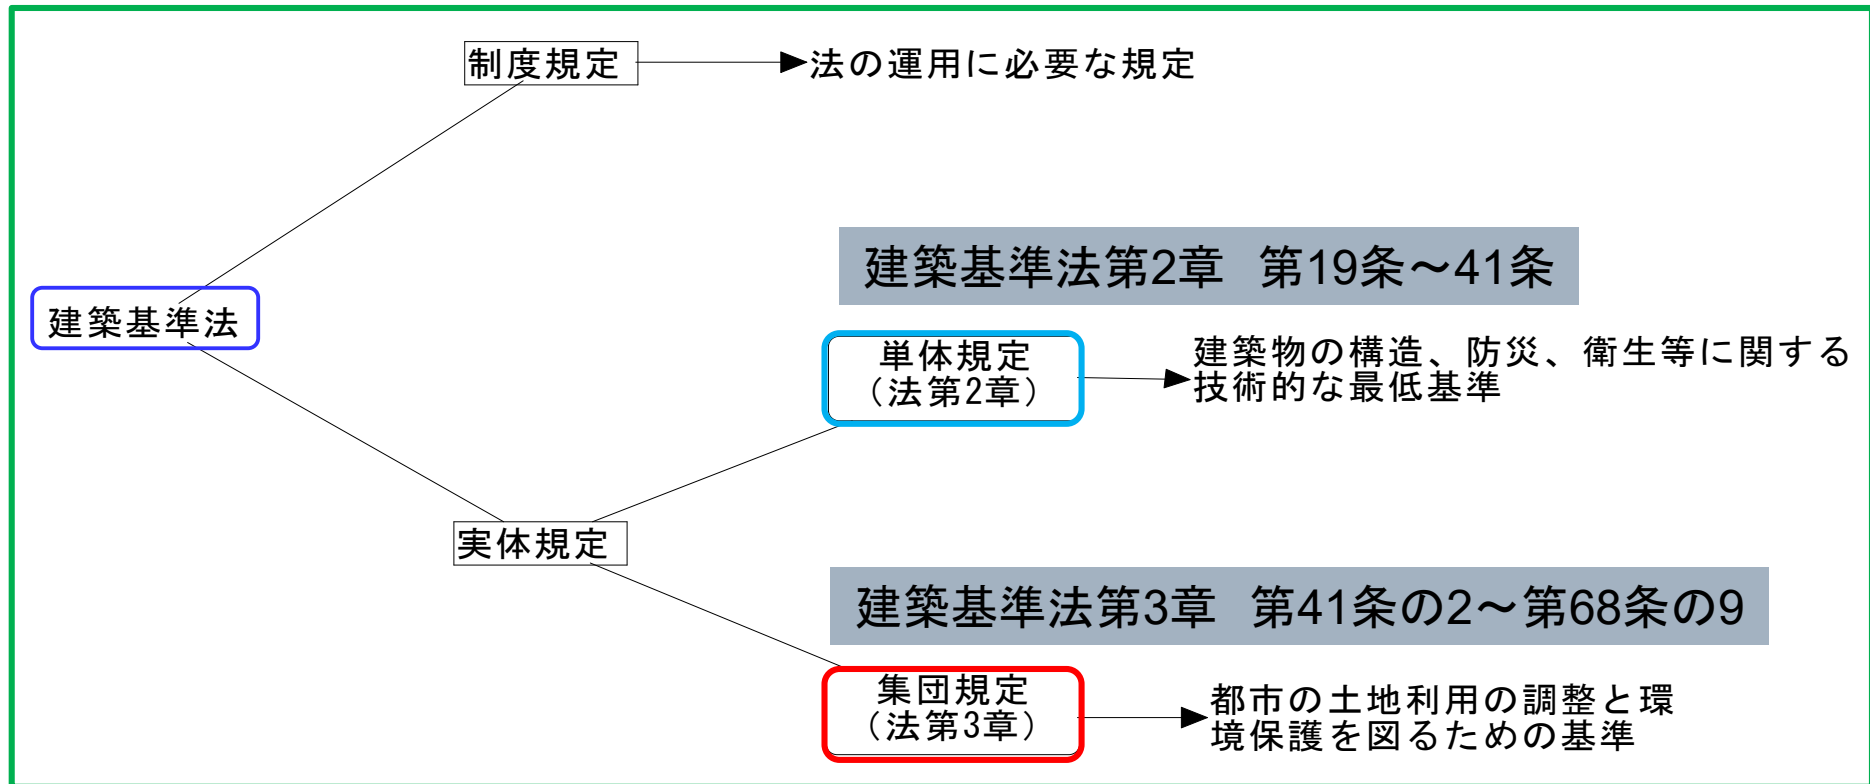 制度規定
法の運用に必要な規定
建築基準法第2章　第19条～41条
建築基準法
単体規定
（法第2章）
建築物の構造、防災、衛生等に関する
技術的な最低基準
実体規定
建築基準法第3章　第41条の2～第68条の9
集団規定
（法第3章）
都市の土地利用の調整と環
境保護を図るための基準